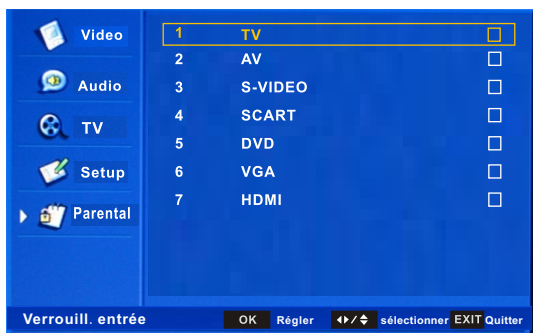 Video
Audio
TV
Setup
Parental
1 TV
2 AV
3 S-VIDEO
4 SCART
5 DVD
6 VGA
7 HDMI
Verrouill. entrée OK Régler / sélectionner EXIT Quitter